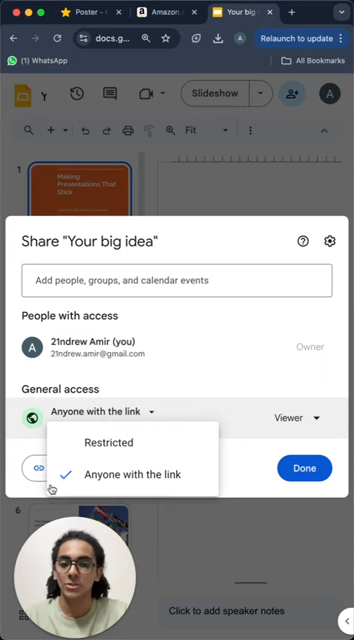 Poster - C
Amazon.c
Your big i
docs.g...
A
Relaunch to update
(1) WhatsApp
All Bookmarks
Y
Slideshow
A
Fit
1
Making
Presentations That
Stick
Share "Your big idea"
Add people, groups, and calendar events
People with access
A
21ndrew Amir (you)
Owner
21ndrew.amir@gmail.com
General access
Anyone with the link
Viewer
Restricted
Anyone with the link
Done
6
Click to add speaker notes